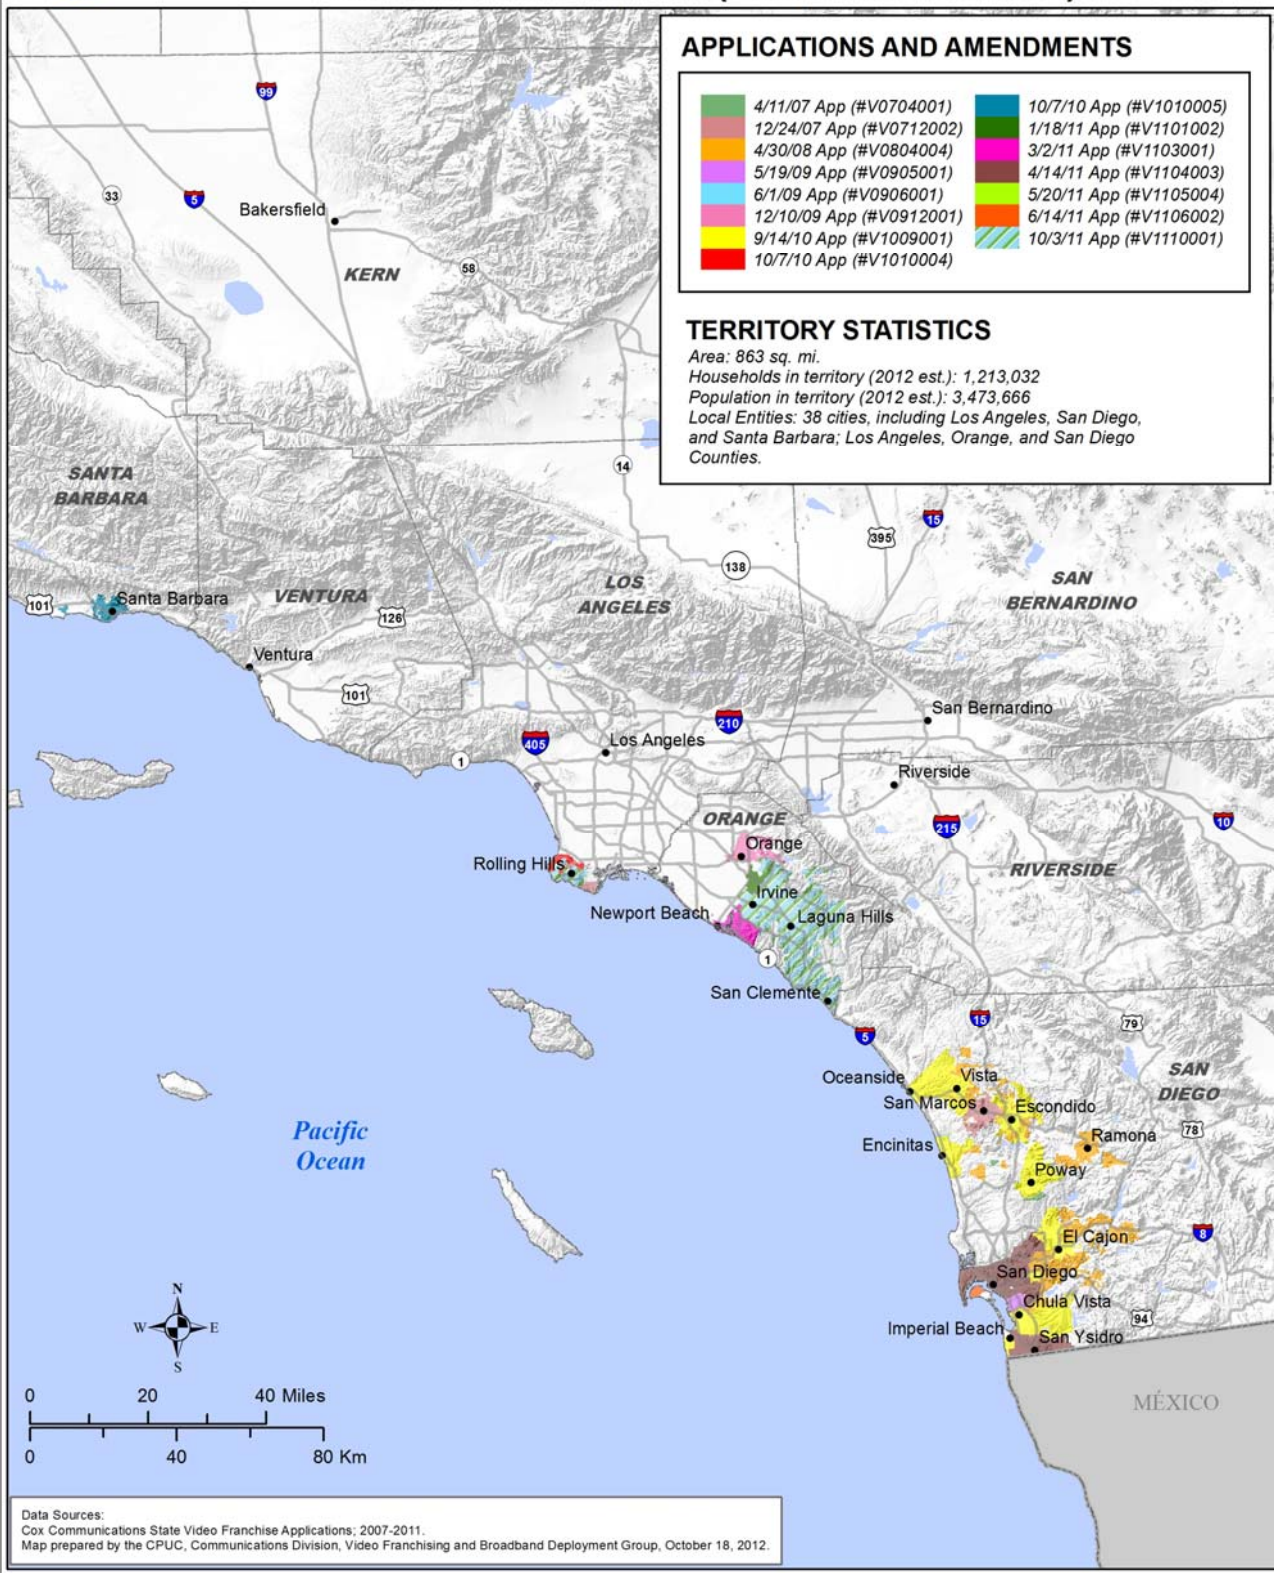 APPLICATIONS AND AMENDMENTS
4/11/07 App (#V0704001)
12/24/07 App (#V0712002)
4/30/08 App (#V0804004)
5/19/09 App (#V0905001)
6/1/09 App (#V0906001)
12/10/09 App (#V0912001)
9/14/10 App (#V1009001)
10/7/10 App (#V1010004)
10/7/10 App (#V1010005)
1/18/11 App (#V1101002)
3/2/11 App (#V1103001)
4/14/11 App (#V1104003)
5/20/11 App (#V1105004)
6/14/11 App (#V1106002)
10/3/11 App (#V1110001)
TERRITORY STATISTICS
Area: 863 sq. mi.
Households in territory (2012 est.): 1,213,032
Population in territory (2012 est.): 3,473,666
Local Entities: 38 cities, including Los Angeles, San Diego,
and Santa Barbara; Los Angeles, Orange, and San Diego
Counties.
99
33
5
Bakersfield
KERN
58
14
SANTA
BARBARA
15
395
138
LOS
ANGELES
SAN
BERNARDINO
101
Santa Barbara
VENTURA
126
Ventura
101
San Bernardino
210
405
Los Angeles
1
Riverside
10
ORANGE
215
Orange
Rolling Hills
RIVERSIDE
Irvine
Newport Beach
Laguna Hills
1
San Clemente
15
79
5
SAN
DIEGO
Oceanside
Vista
San Marcos
Escondido
78
Ramona
Encinitas
Poway
Pacific
Ocean
El Cajon
8
San Diego
Chula Vista
94
Imperial Beach
San Ysidro
MÉXICO
N
W
E
S
0
20
40 Miles
0
40
80 Km
Data Sources:
Cox Communications State Video Franchise Applications; 2007-2011.
Map prepared by the CPUC, Communications Division, Video Franchising and Broadband Deployment Group, October 18, 2012.